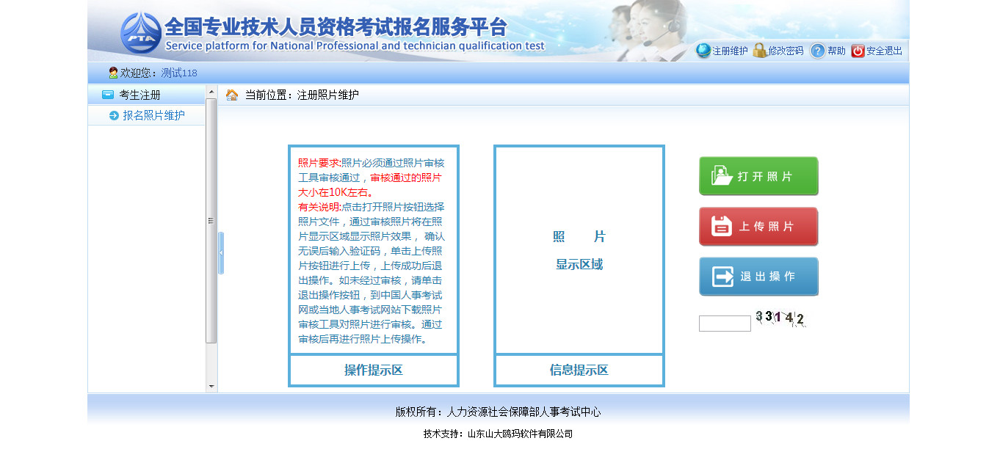 全国专业技术人员资格考试报名服务平台
PTA
Service platform for National Professional and technician qualification test
注册维护 修改密码 帮助 安全退出
欢迎您：测试118
考生注册
当前位置：注册照片维护
报名照片维护
照片要求:照片必须通过照片审核
工具审核通过，审核通过的照片
大小在10K左右。
有关说明:点击打开照片按钮选择
照片文件，通过审核照片将在照
片显示区域显示照片效果， 确认
无误后输入验证码，单击上传照
片按钮进行上传，上传成功后退
出操作。如未经过审核，请单击
退出操作按钮，到中国人事考试
网或当地人事考试网站下载照片
审核工具对照片进行审核。通过
审核后再进行照片上传操作。
操作提示区
照 片
显示区域
信息提示区
打开照片
上传照片
退出操作
33142
版权所有：人力资源社会保障部人事考试中心
技术支持：山东山大鸥玛软件有限公司